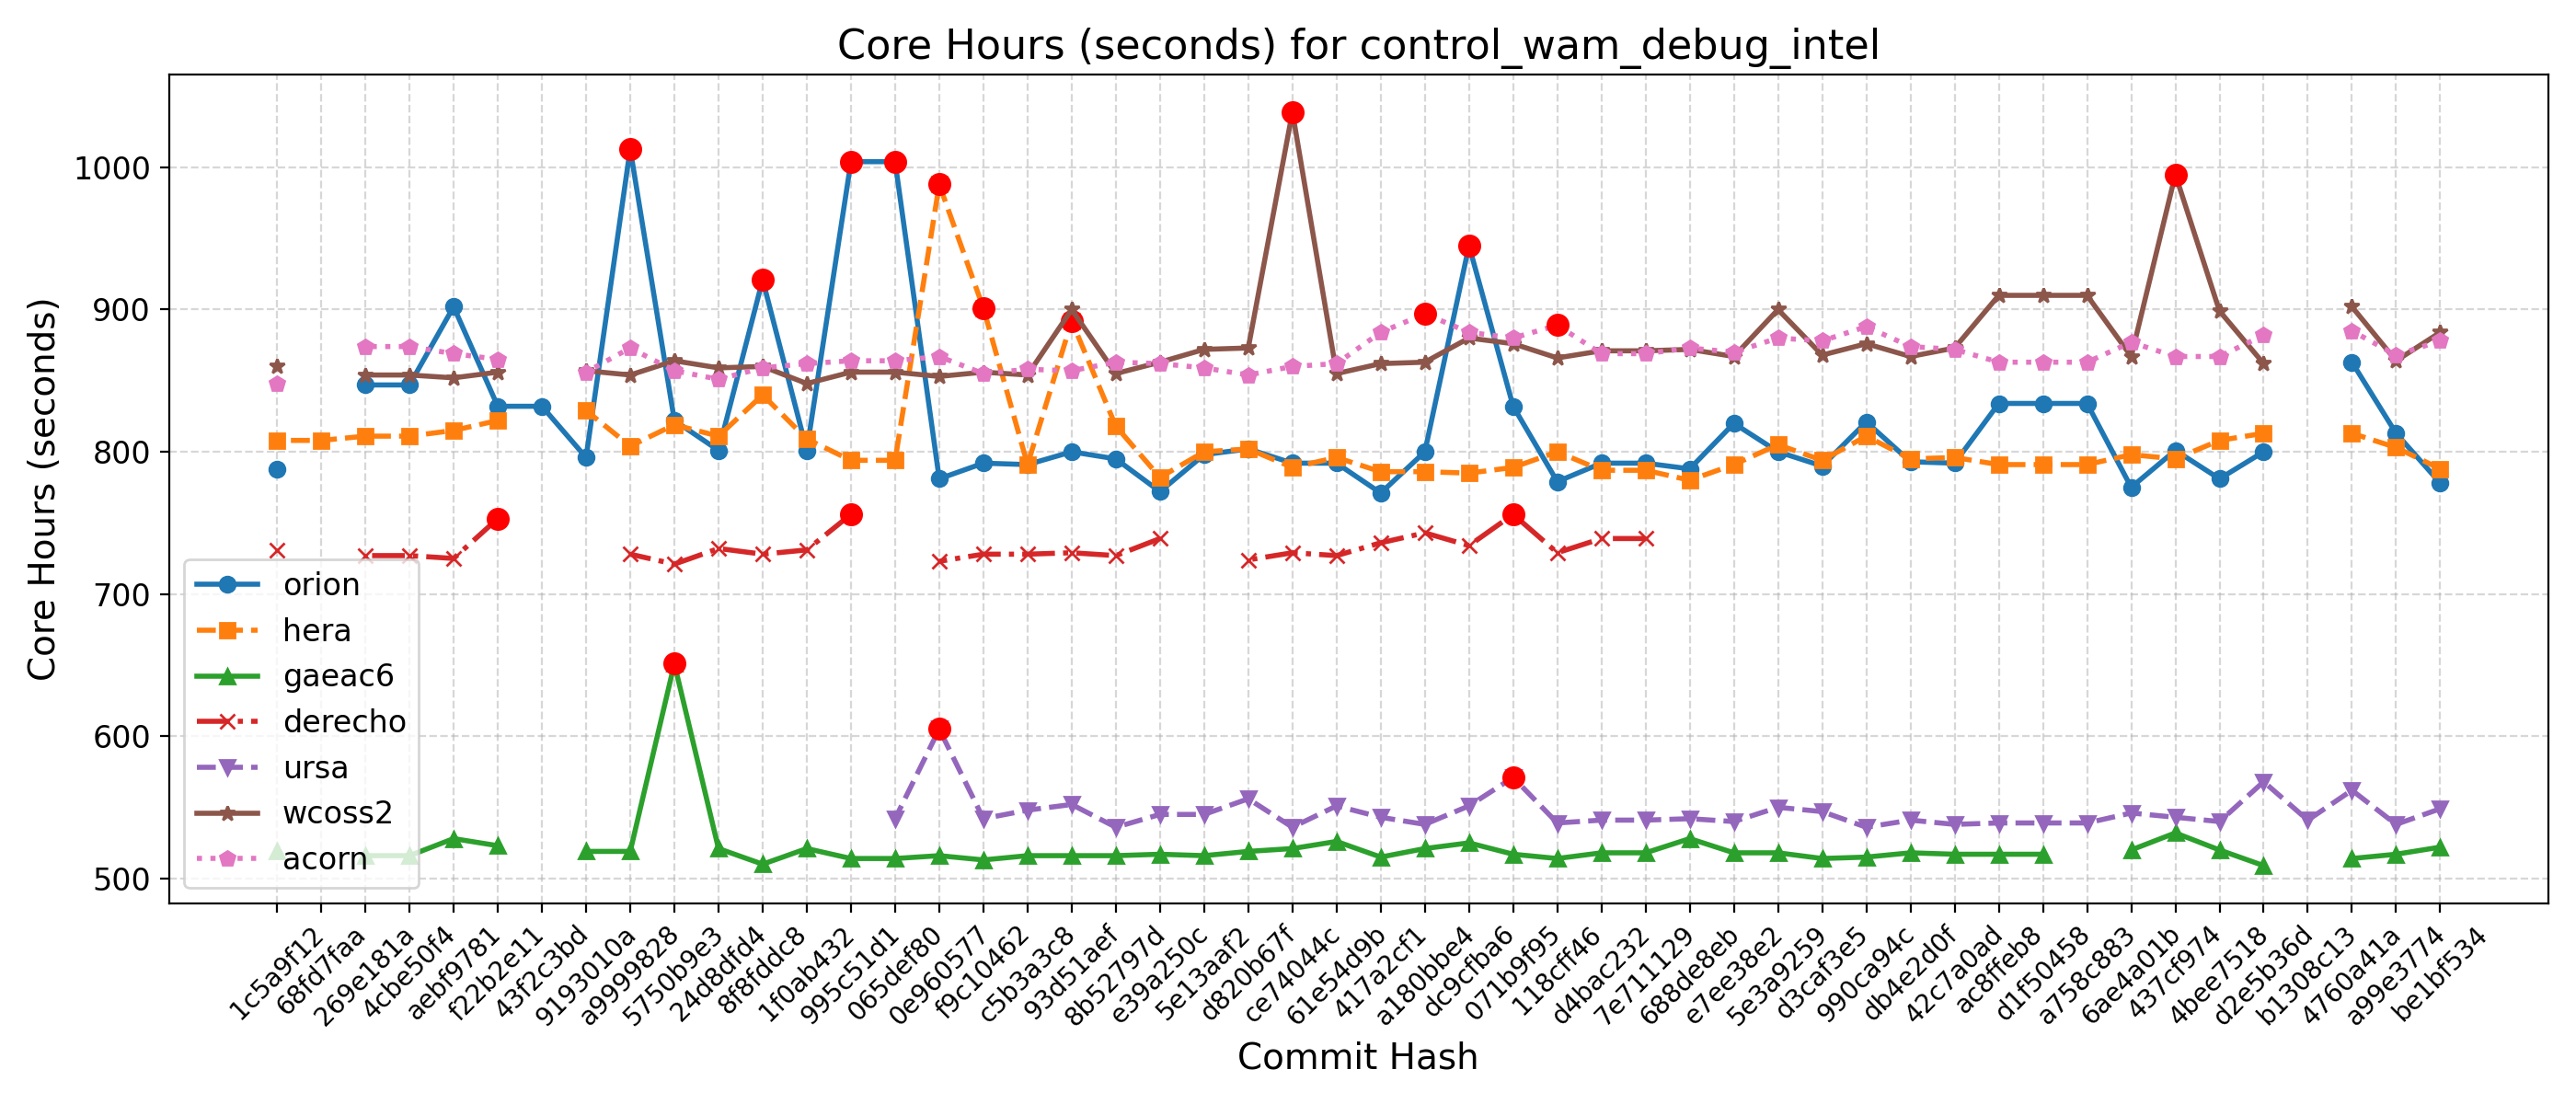 Core Hours (seconds) for control_wam_debug_intel
Core Hours (seconds)
1000
900
800
700
600
500
orion
hera
gaeac6
derecho
ursa
wcoss2
acorn
1c5a9f12
68fd7faa
269e181a
4cbe50f4
aebf9781
f22b2e11
43f2c3bd
9193010a
a9999828
5750b9e3
24d8dfd4
8f8fddc8
1f0ab432
995c51d1
065def80
0e960577
f9c10462
c5b3a3c8
93d51aef
8b52797d
e39a250c
5e13aaf2
d820b67f
ce74044c
61e54d9b
417a2cf1
a180bbe4
dc9cfba6
071b9f95
118cff46
d4bac232
7e711129
688de8eb
e7ee38e2
5e3a9259
d3caf3e5
990ca94c
db4e2d0f
42c7a0ad
ac8ffeb8
d1f50458
a758c883
6ae4a01b
437cf974
4bee7518
d2e5b36d
b1308c13
4760a41a
a99e3774
be1bf534
Commit Hash